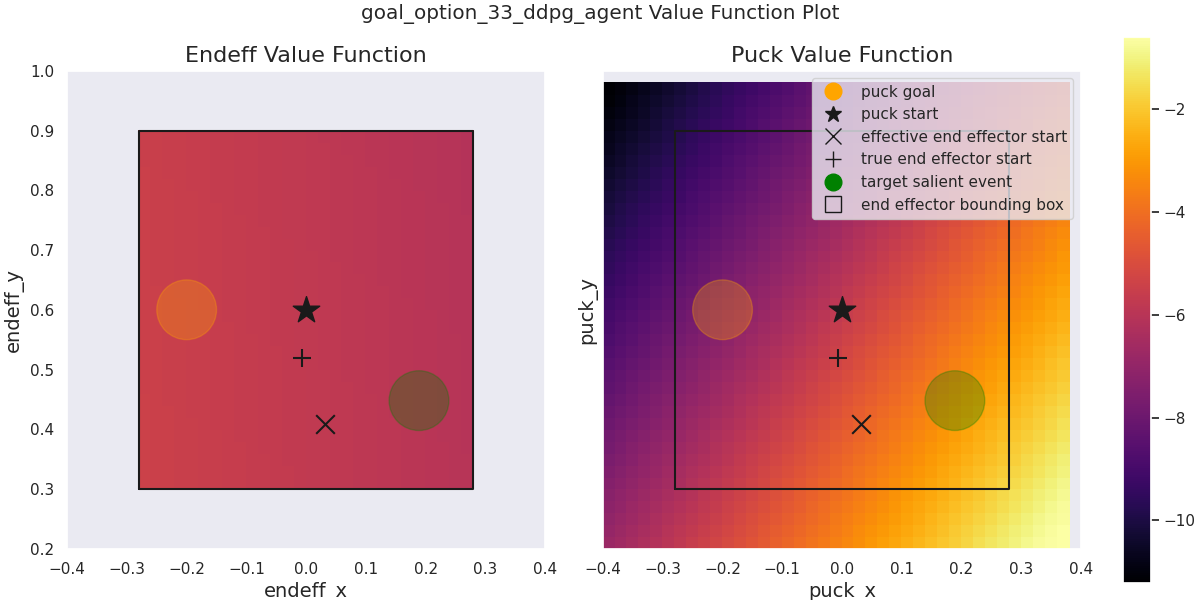 goal_option_33_ddpg_agent Value Function Plot
Endeff Value Function
1.0
0.9
0.8
0.7
0.6
0.5
0.4
0.3
0.2
endeff_y
−0.4 −0.3 −0.2 −0.1 0.0 0.1 0.2 0.3 0.4
endeff_x
Puck Value Function
puck goal
puck start
effective end effector start
true end effector start
target salient event
end effector bounding box
puck_y
−0.4 −0.3 −0.2 −0.1 0.0 0.1 0.2 0.3 0.4
puck_x
−2
−4
−6
−8
−10